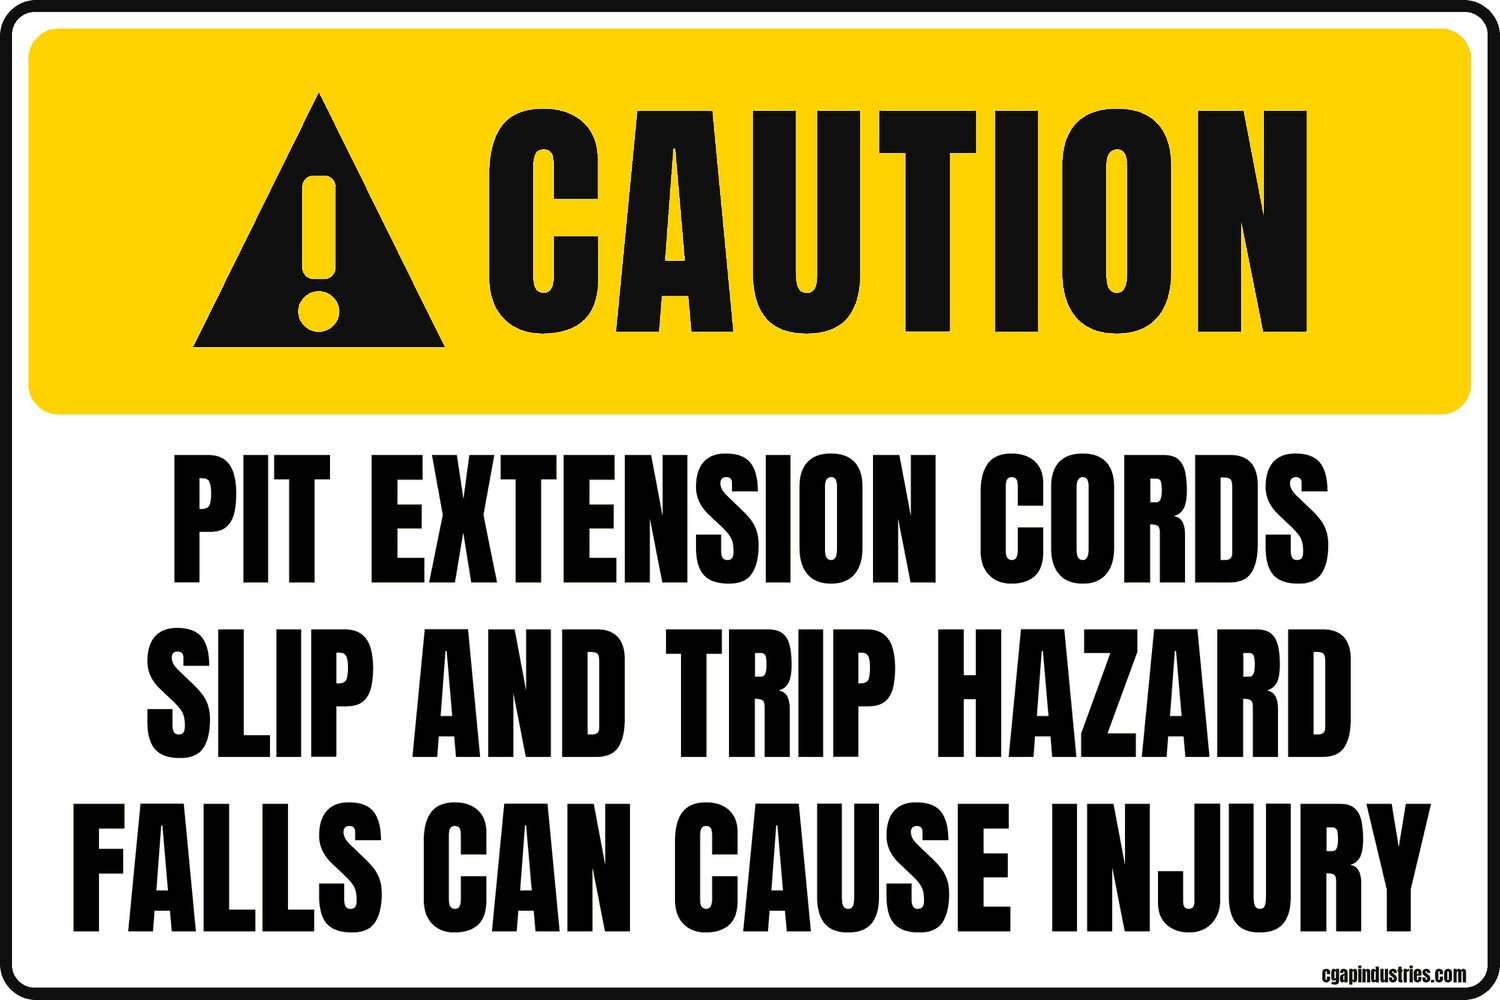 CAUTION
PIT EXTENSION CORDS
SLIP AND TRIP HAZARD
FALLS CAN CAUSE INJURY
cgapindustries.com